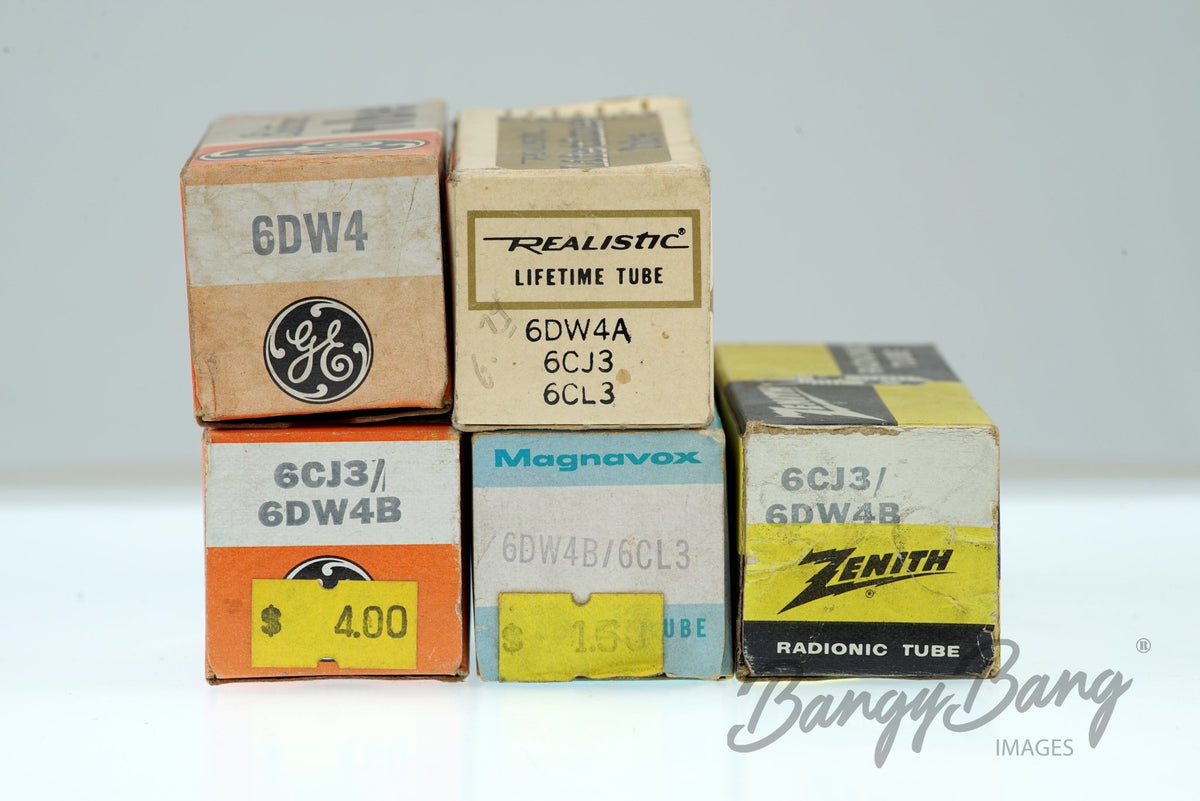 6DW4
GE
REALISTIC®
LIFETIME TUBE
6DW4A
6CJ3
6CL3
6CJ3/
6DW4B
$ 4.00
Magnavox
6DW4B/6CL3
$
UBE
ZENITH
6CJ3/
6DW4B
ZENITH®
RADIONIC TUBE
BangyBang®
IMAGES